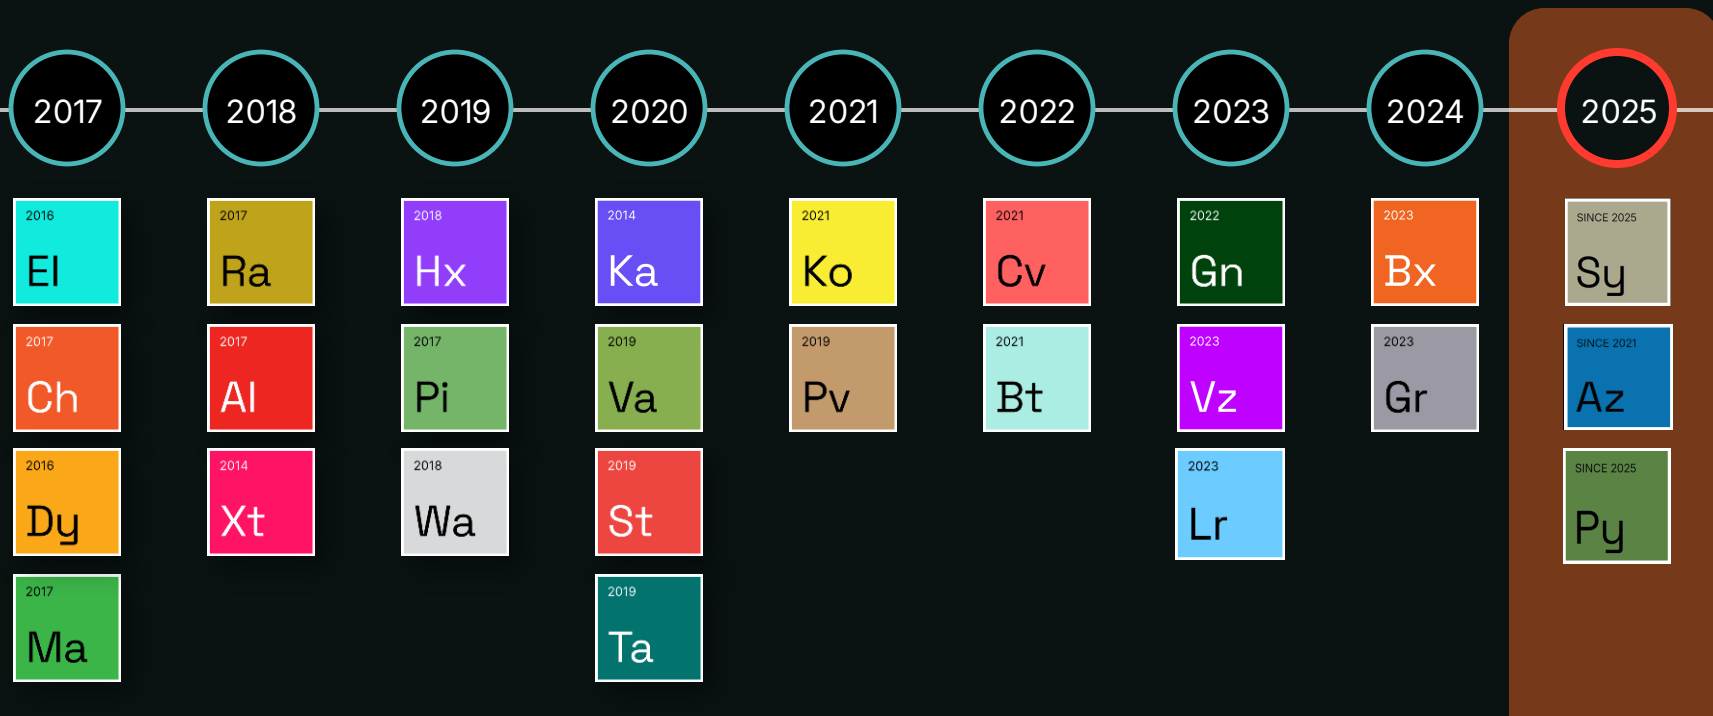 2017 2018 2019 2020 2021 2022 2023 2024 2025
2016 2017 2018 2014 2021 2021 2022 2023 SINCE 2025
El Ra Hx Ka Ko Cv Gn Bx Sy
2017 2017 2017 2019 2019 2021 2023 2023 SINCE 2021
Ch Al Pi Va Pv Bt Vz Gr Az
2016 2014 2018 2019 2023 SINCE 2025
Dy Xt Wa St Lr Py
2017 2019
Ma Ta